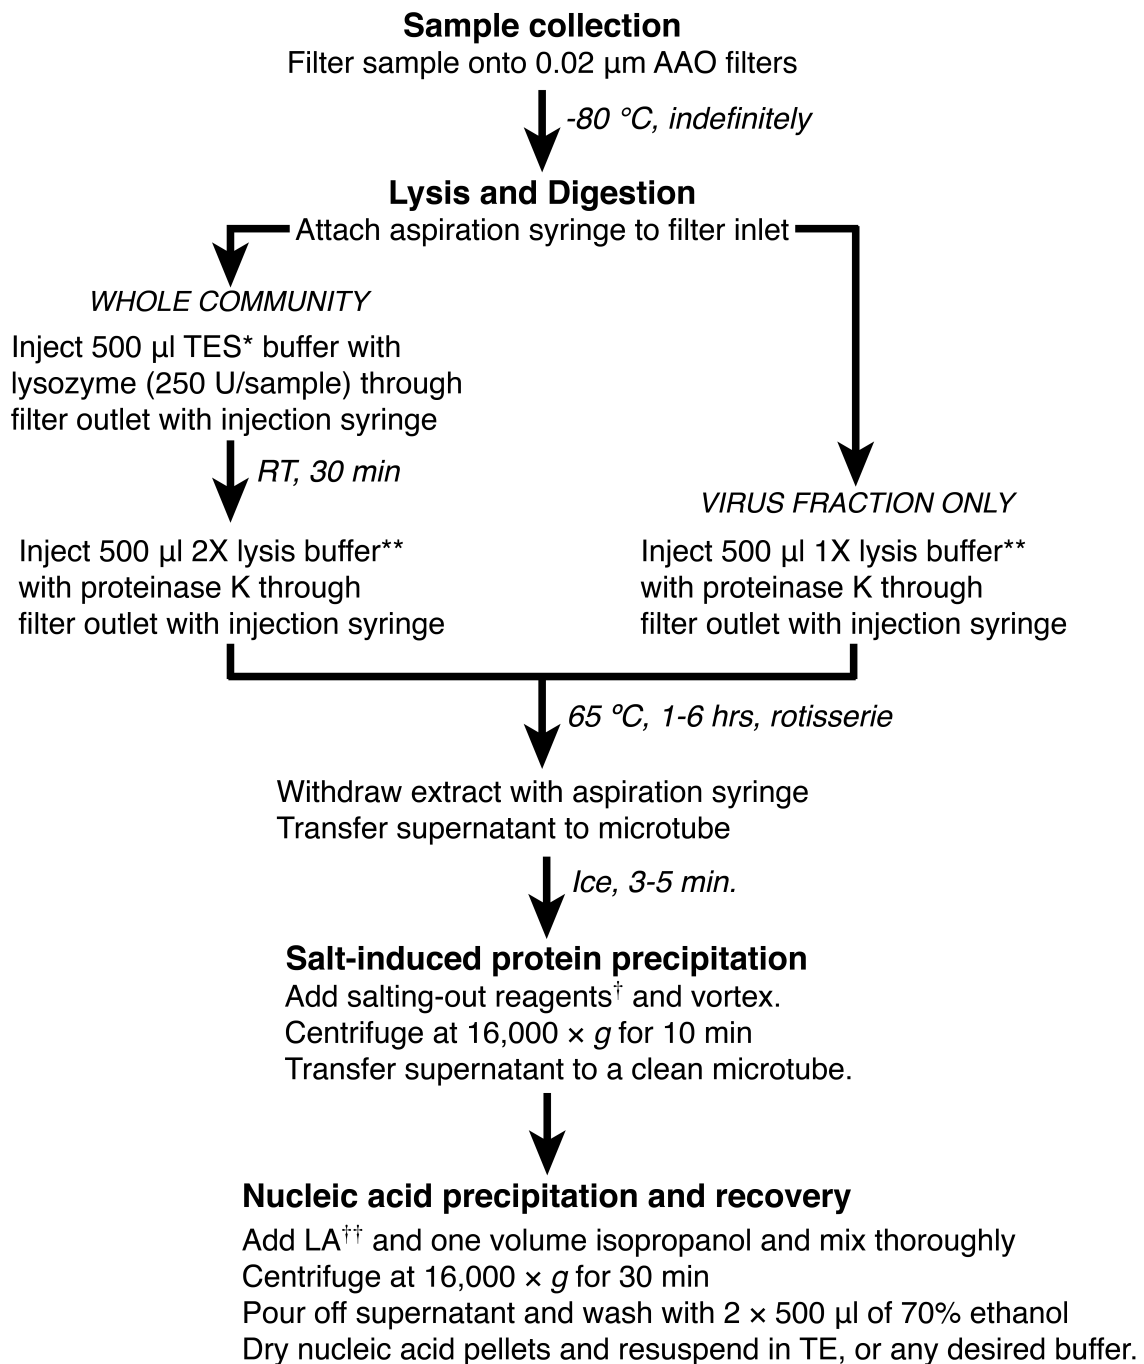 Sample collection
Filter sample onto 0.02 µm AAO filters
-80 °C, indefinitely
Lysis and Digestion
Attach aspiration syringe to filter inlet
WHOLE COMMUNITY
Inject 500 µl TES* buffer with
lysozyme (250 U/sample) through
filter outlet with injection syringe
RT, 30 min
Inject 500 µl 2X lysis buffer**
with proteinase K through
filter outlet with injection syringe
VIRUS FRACTION ONLY
Inject 500 µl 1X lysis buffer**
with proteinase K through
filter outlet with injection syringe
65 ºC, 1-6 hrs, rotisserie
Withdraw extract with aspiration syringe
Transfer supernatant to microtube
Ice, 3-5 min.
Salt-induced protein precipitation
Add salting-out reagents† and vortex.
Centrifuge at 16,000 × g for 10 min
Transfer supernatant to a clean microtube.
Nucleic acid precipitation and recovery
Add LA†† and one volume isopropanol and mix thoroughly
Centrifuge at 16,000 × g for 30 min
Pour off supernatant and wash with 2 × 500 µl of 70% ethanol
Dry nucleic acid pellets and resuspend in TE, or any desired buffer.